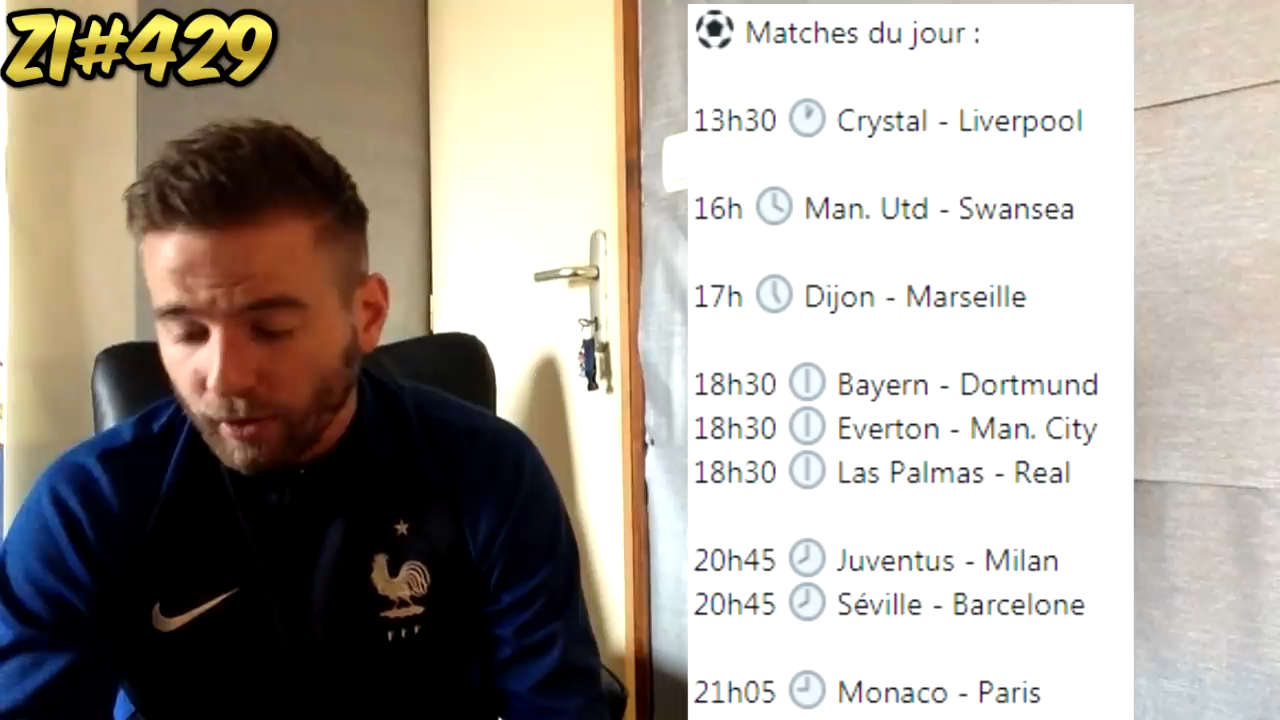 ZI#429
Matches du jour :
13h30 Crystal - Liverpool
16h Man. Utd - Swansea
17h Dijon - Marseille
18h30 Bayern - Dortmund
18h30 Everton - Man. City
18h30 Las Palmas - Real
20h45 Juventus - Milan
20h45 Séville - Barcelone
21h05 Monaco - Paris
FFF